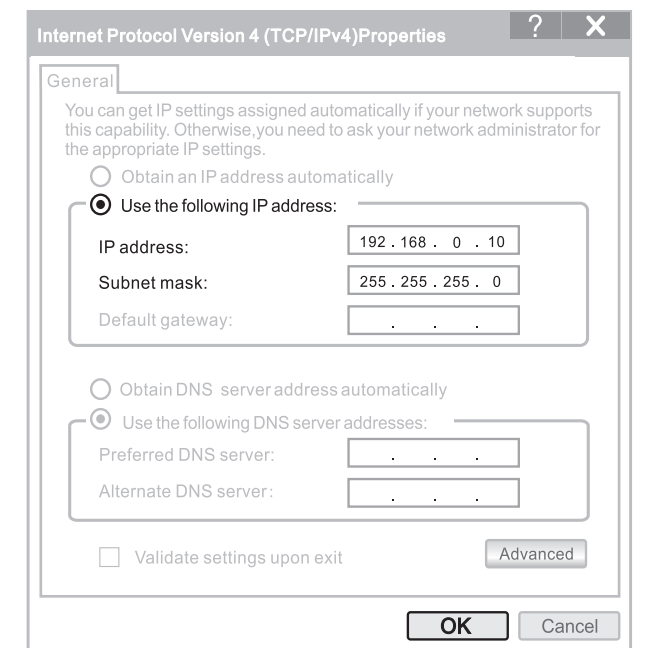 Internet Protocol Version 4 (TCP/IPv4)Properties ? X
General
You can get IP settings assigned automatically if your network supports
this capability. Otherwise,you need to ask your network administrator for
the appropriate IP settings.
Obtain an IP address automatically
Use the following IP address:
IP address: 192 . 168 . 0 . 10
Subnet mask: 255 . 255 . 255 . 0
Default gateway: . . .
Obtain DNS server address automatically
Use the following DNS server addresses:
Preferred DNS server: . . .
Alternate DNS server: . . .
Validate settings upon exit Advanced
OK Cancel